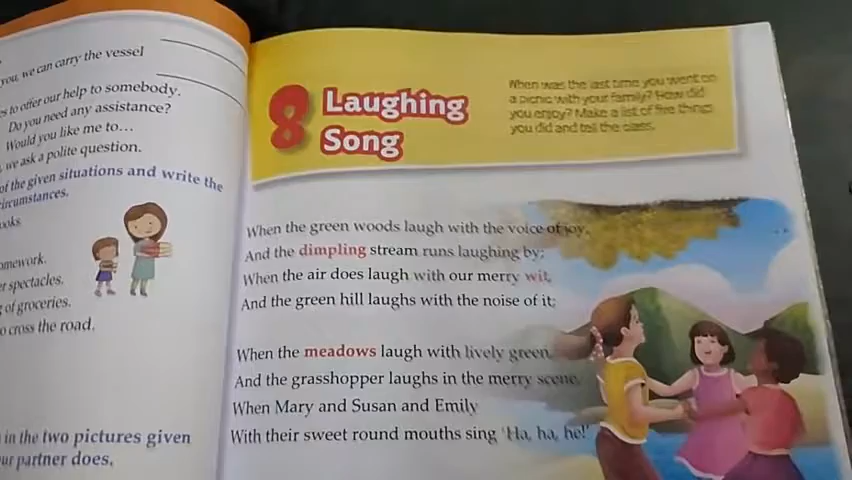 you, we can carry the vessel
es to offer our help to somebody.
Do you need any assistance?
Would you like me to...
, we ask a polite question.
of the given situations and write the
circumstances.
ooks.
omework.
er spectacles.
g of groceries.
o cross the road.
in the two pictures given
ur partner does.
8
Laughing
Song
When was the last time you went on
a picnic with your family? How did
you enjoy? Make a list of five things
you did and tell the class.
When the green woods laugh with the voice of joy,
And the dimpling stream runs laughing by;
When the air does laugh with our merry wit,
And the green hill laughs with the noise of it;
When the meadows laugh with lively green,
And the grasshopper laughs in the merry scene,
When Mary and Susan and Emily
With their sweet round mouths sing 'Ha, ha, he!'